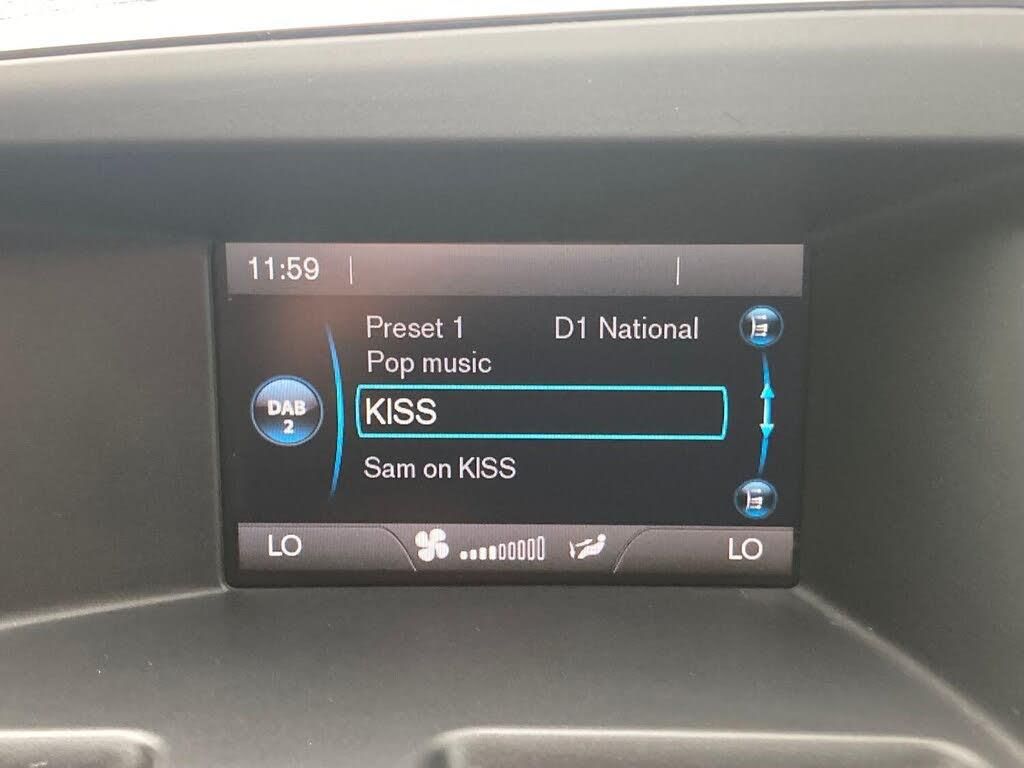 11:59
Preset 1 D1 National
Pop music
DAB
2
KISS
Sam on KISS
LO LO